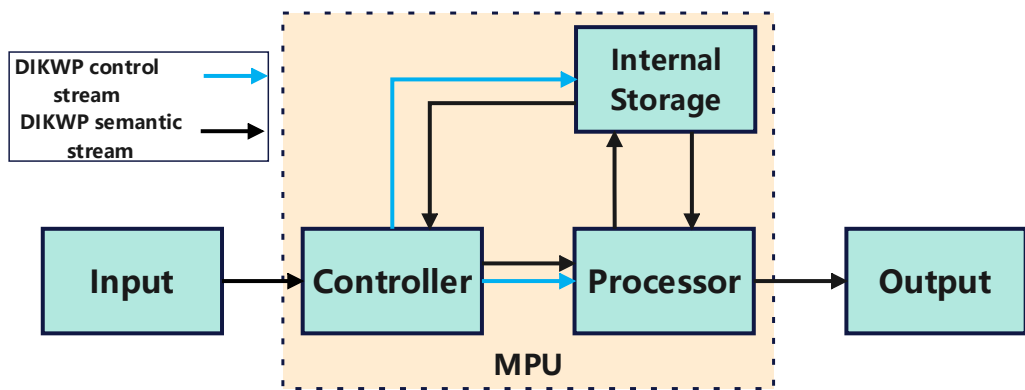 DIKWP control
stream
DIKWP semantic
stream
Internal
Storage
Input
Controller
Processor
Output
MPU